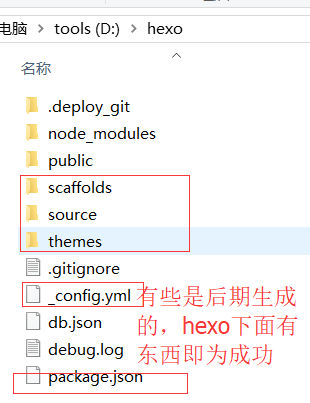 电脑 > tools (D:) > hexo
名称
.deploy_git
node_modules
public
scaffolds
source
themes
.gitignore
_config.yml
db.json
debug.log
package.json
有些是后期生成
的，hexo下面有
东西即为成功